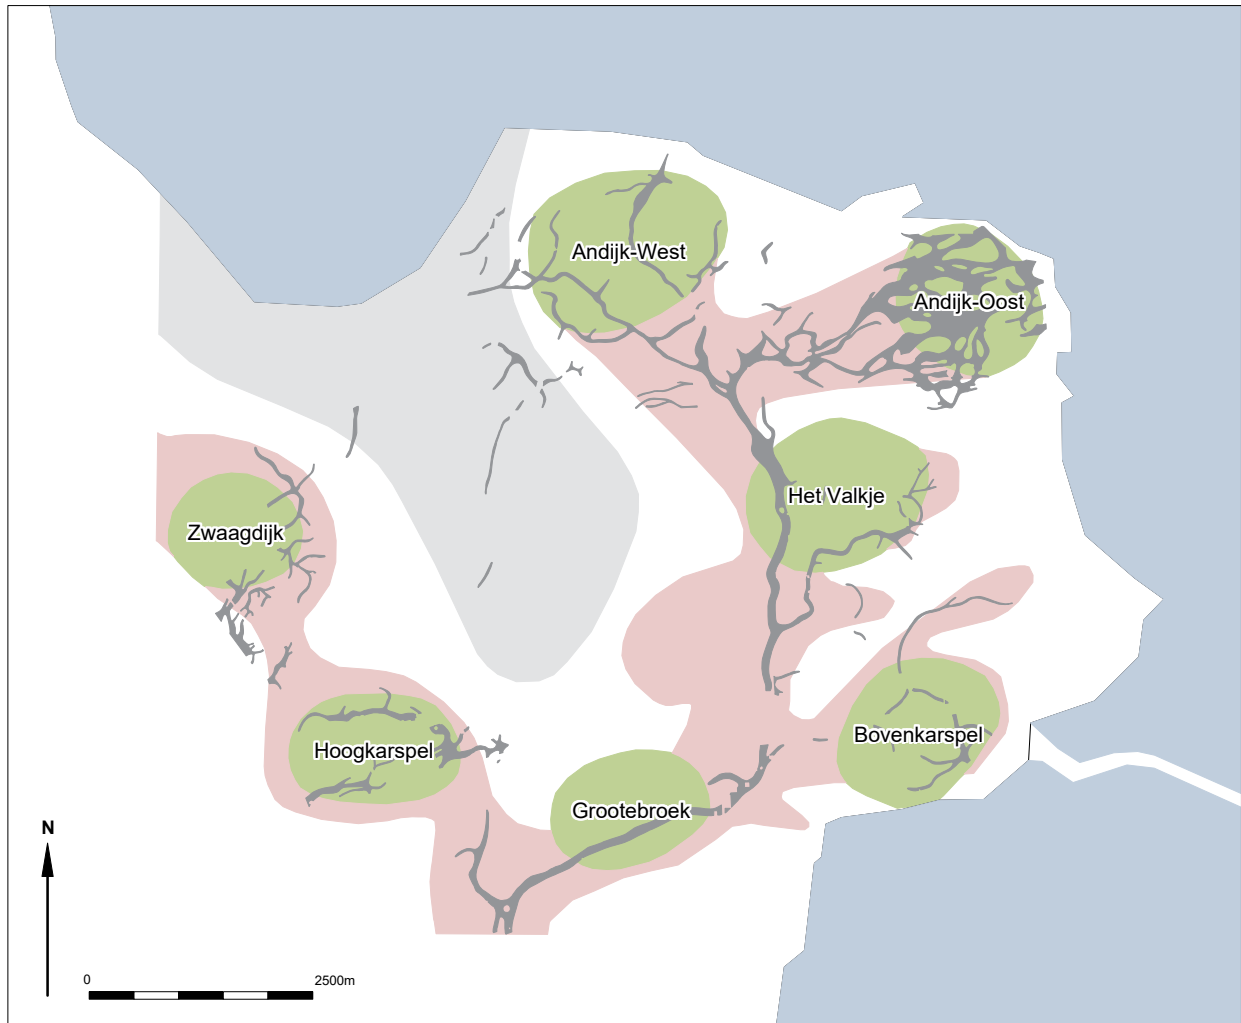 Andijk-West
Andijk-Oost
Het Valkje
Zwaagdijk
Bovenkarspel
Hoogkarspel
Grootebroek
N
0
2500m